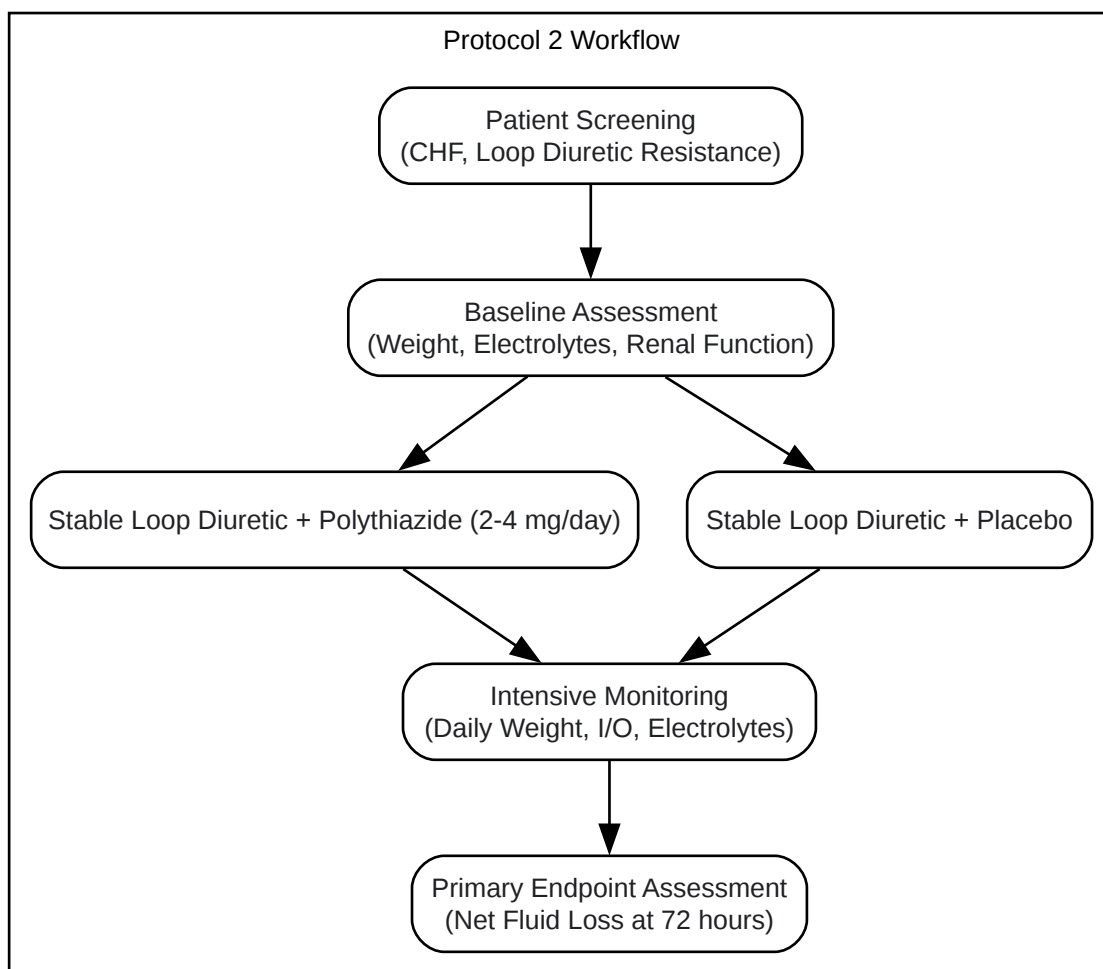 Protocol 2 Workflow
Patient Screening
(CHF, Loop Diuretic Resistance)
Baseline Assessment
(Weight, Electrolytes, Renal Function)
Stable Loop Diuretic + Polythiazide (2-4 mg/day)
Stable Loop Diuretic + Placebo
Intensive Monitoring
(Daily Weight, I/O, Electrolytes)
Primary Endpoint Assessment
(Net Fluid Loss at 72 hours)